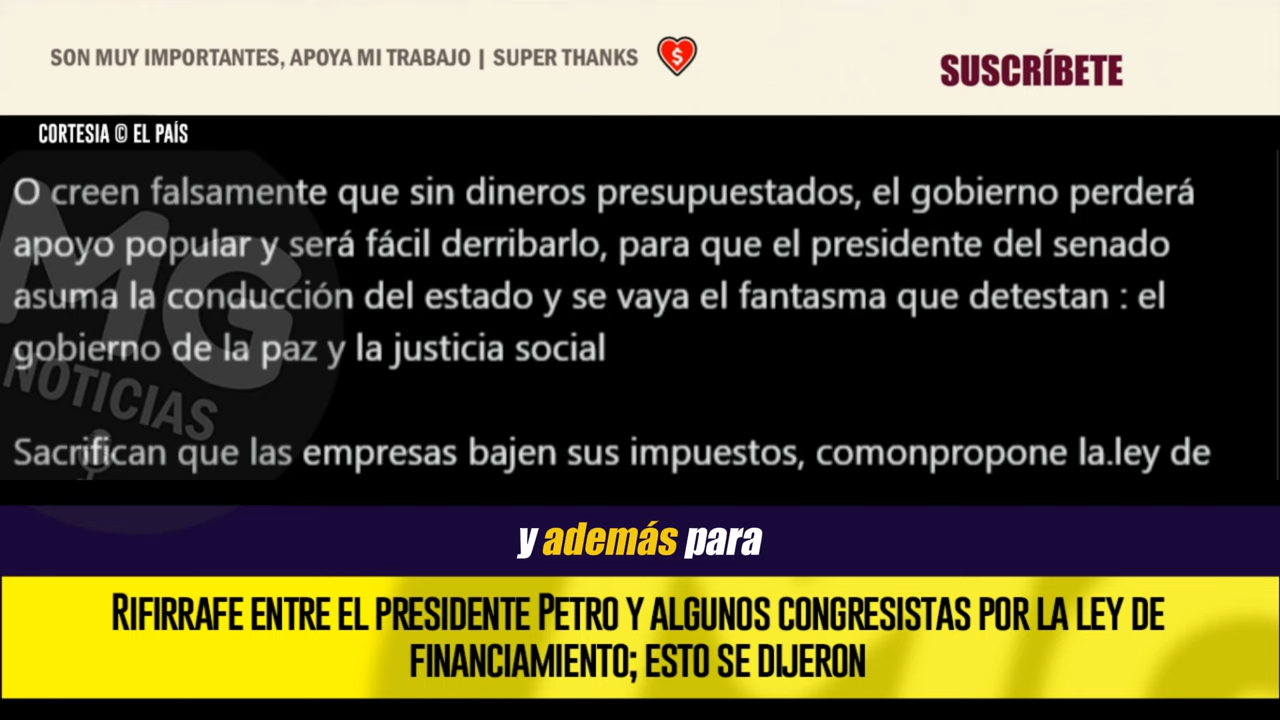 SON MUY IMPORTANTES, APOYA MI TRABAJO | SUPER THANKS
$
SUSCRÍBETE
CORTESIA © EL PAÍS
O creen falsamente que sin dineros presupuestados, el gobierno perderá
apoyo popular y será fácil derribarlo, para que el presidente del senado
asuma la conducción del estado y se vaya el fantasma que detestan : el
gobierno de la paz y la justicia social
MG
NOTICIAS
Sacrifican que las empresas bajen sus impuestos, comonpropone la.ley de
y además para
RIFIRRAFE ENTRE EL PRESIDENTE PETRO Y ALGUNOS CONGRESISTAS POR LA LEY DE
FINANCIAMIENTO; ESTO SE DIJERON